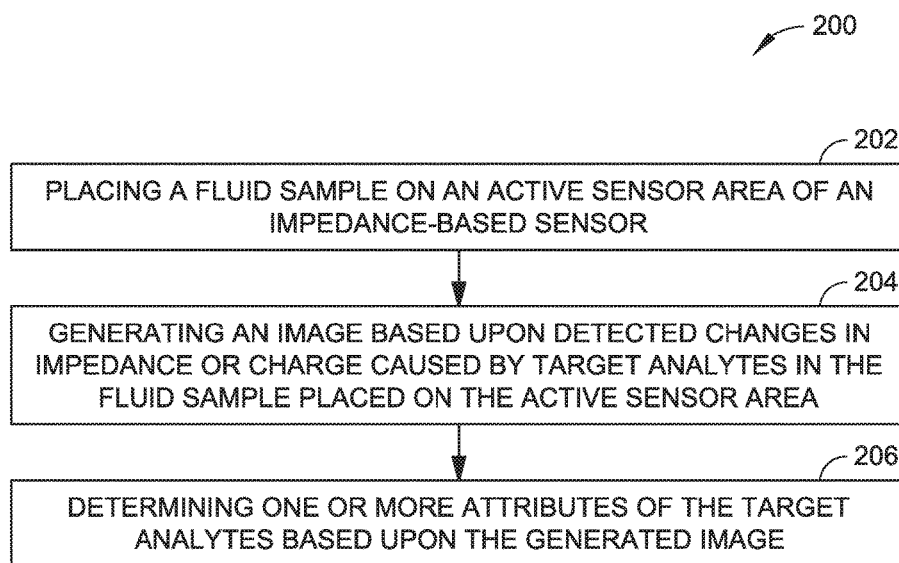 200
202
PLACING A FLUID SAMPLE ON AN ACTIVE SENSOR AREA OF AN
IMPEDANCE-BASED SENSOR
204
GENERATING AN IMAGE BASED UPON DETECTED CHANGES IN
IMPEDANCE OR CHARGE CAUSED BY TARGET ANALYTES IN THE
FLUID SAMPLE PLACED ON THE ACTIVE SENSOR AREA
206
DETERMINING ONE OR MORE ATTRIBUTES OF THE TARGET
ANALYTES BASED UPON THE GENERATED IMAGE